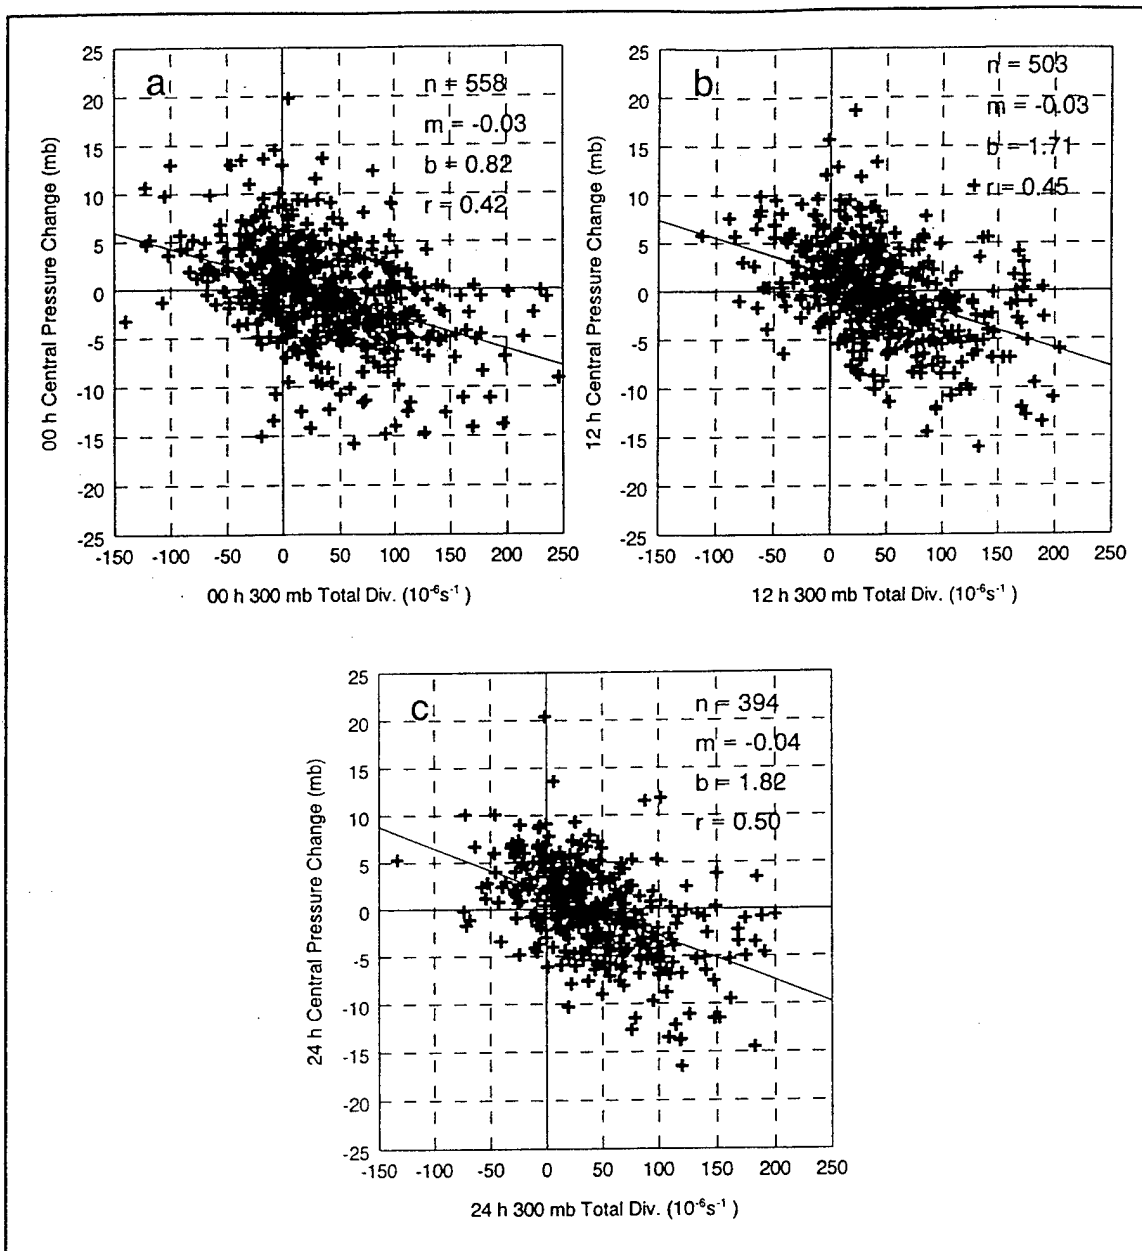 a
n = 558
m = -0.03
b = 0.82
r = 0.42
25
20
15
10
5
0
-5
-10
-15
-20
-25
00 h Central Pressure Change (mb)
-150 -100 -50 0 50 100 150 200 250
00 h 300 mb Total Div. (10⁻⁶s⁻¹)
b
n = 503
m = -0.03
b = 1.71
r = 0.45
25
20
15
10
5
0
-5
-10
-15
-20
-25
12 h Central Pressure Change (mb)
-150 -100 -50 0 50 100 150 200 250
12 h 300 mb Total Div. (10⁻⁶s⁻¹)
c
n = 394
m = -0.04
b = 1.82
r = 0.50
25
20
15
10
5
0
-5
-10
-15
-20
-25
24 h Central Pressure Change (mb)
-150 -100 -50 0 50 100 150 200 250
24 h 300 mb Total Div. (10⁻⁶s⁻¹)